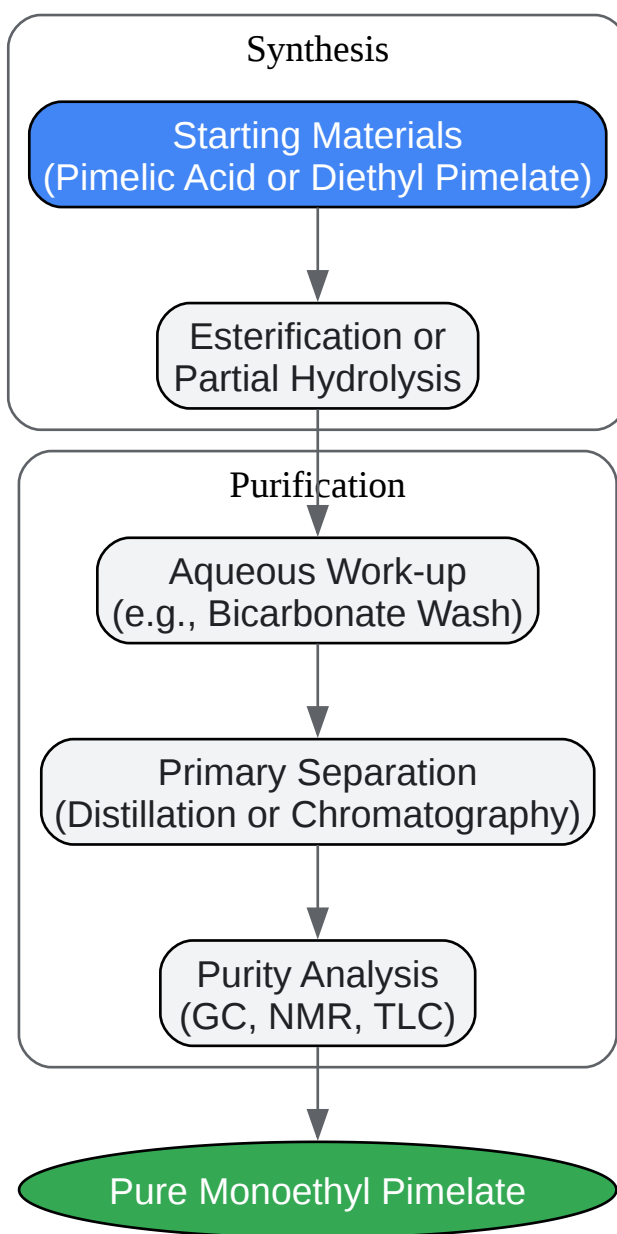 Synthesis
Starting Materials
(Pimelic Acid or Diethyl Pimelate)
Esterification or
Partial Hydrolysis
Purification
Aqueous Work-up
(e.g., Bicarbonate Wash)
Primary Separation
(Distillation or Chromatography)
Purity Analysis
(GC, NMR, TLC)
Pure Monoethyl Pimelate